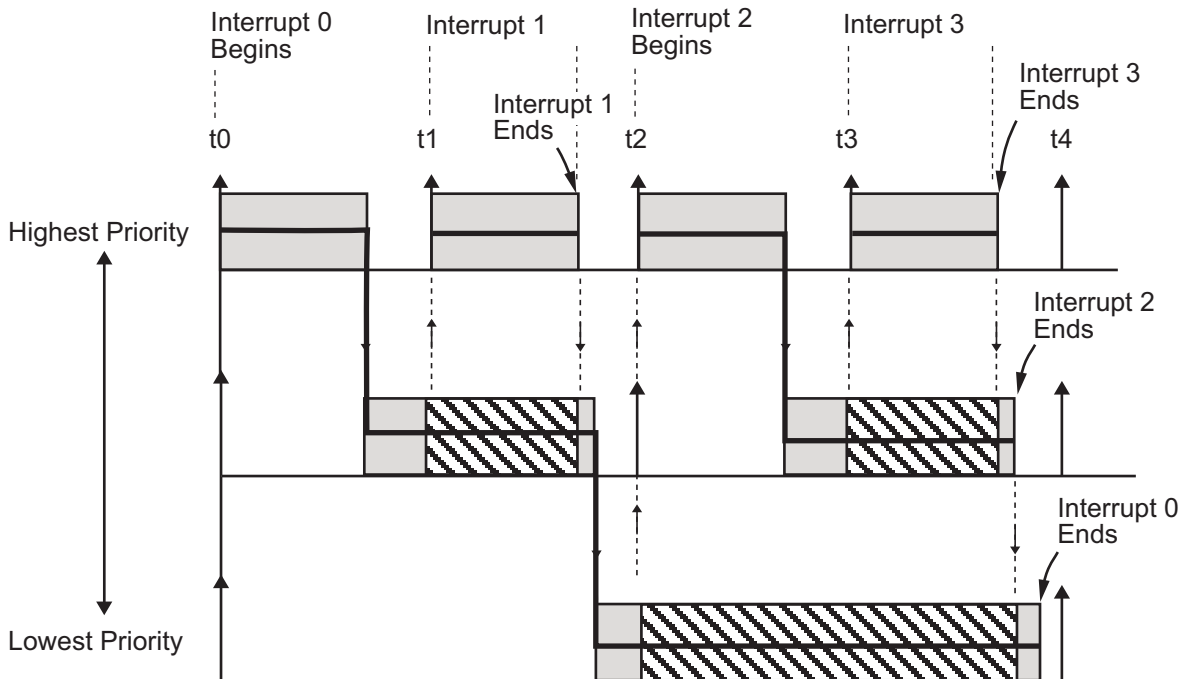 Interrupt 0
Begins
Interrupt 1
Interrupt 2
Begins
Interrupt 3
Interrupt 3
Ends
Interrupt 1
Ends
t0
t1
t2
t3
t4
Highest Priority
Interrupt 2
Ends
Interrupt 0
Ends
Lowest Priority